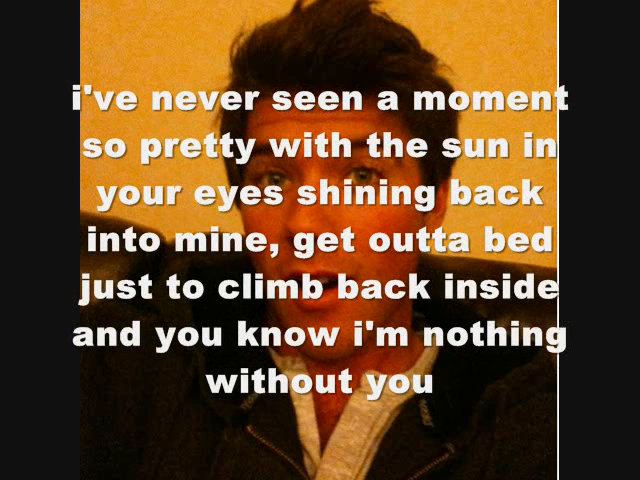 i've never seen a moment
so pretty with the sun in
your eyes shining back
into mine, get outta bed
just to climb back inside
and you know i'm nothing
without you